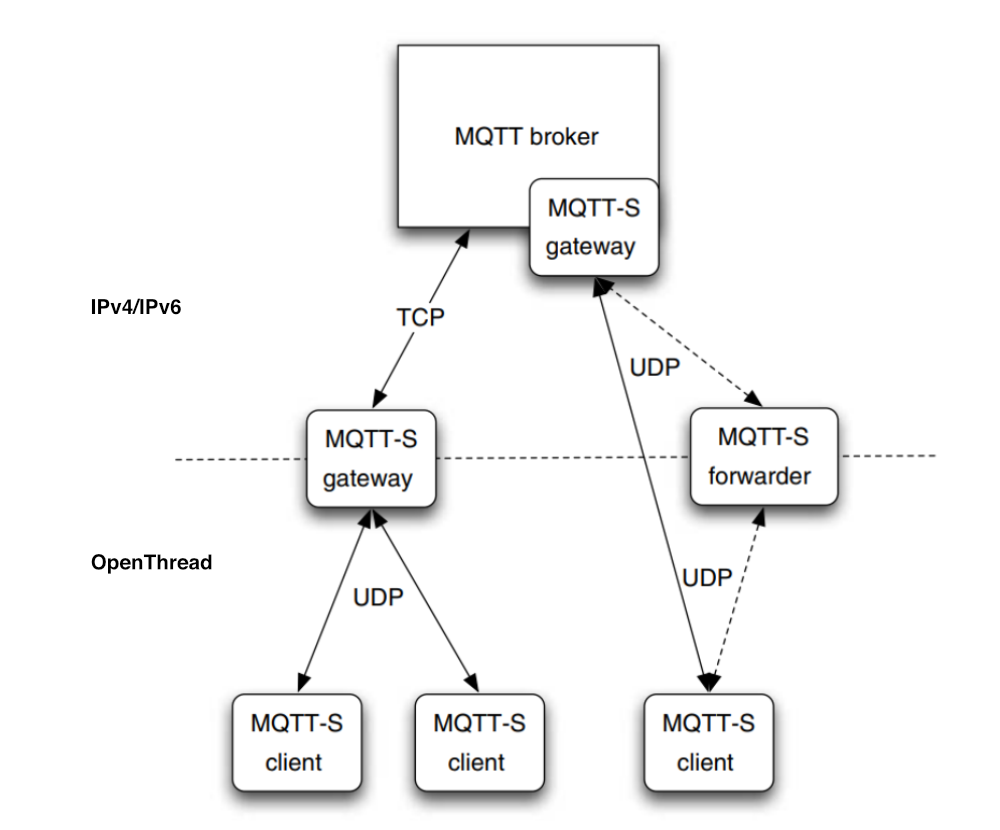 MQTT broker
MQTT-S
gateway
IPv4/IPv6
TCP
UDP
MQTT-S
gateway
MQTT-S
forwarder
OpenThread
UDP
UDP
MQTT-S
client
MQTT-S
client
MQTT-S
client